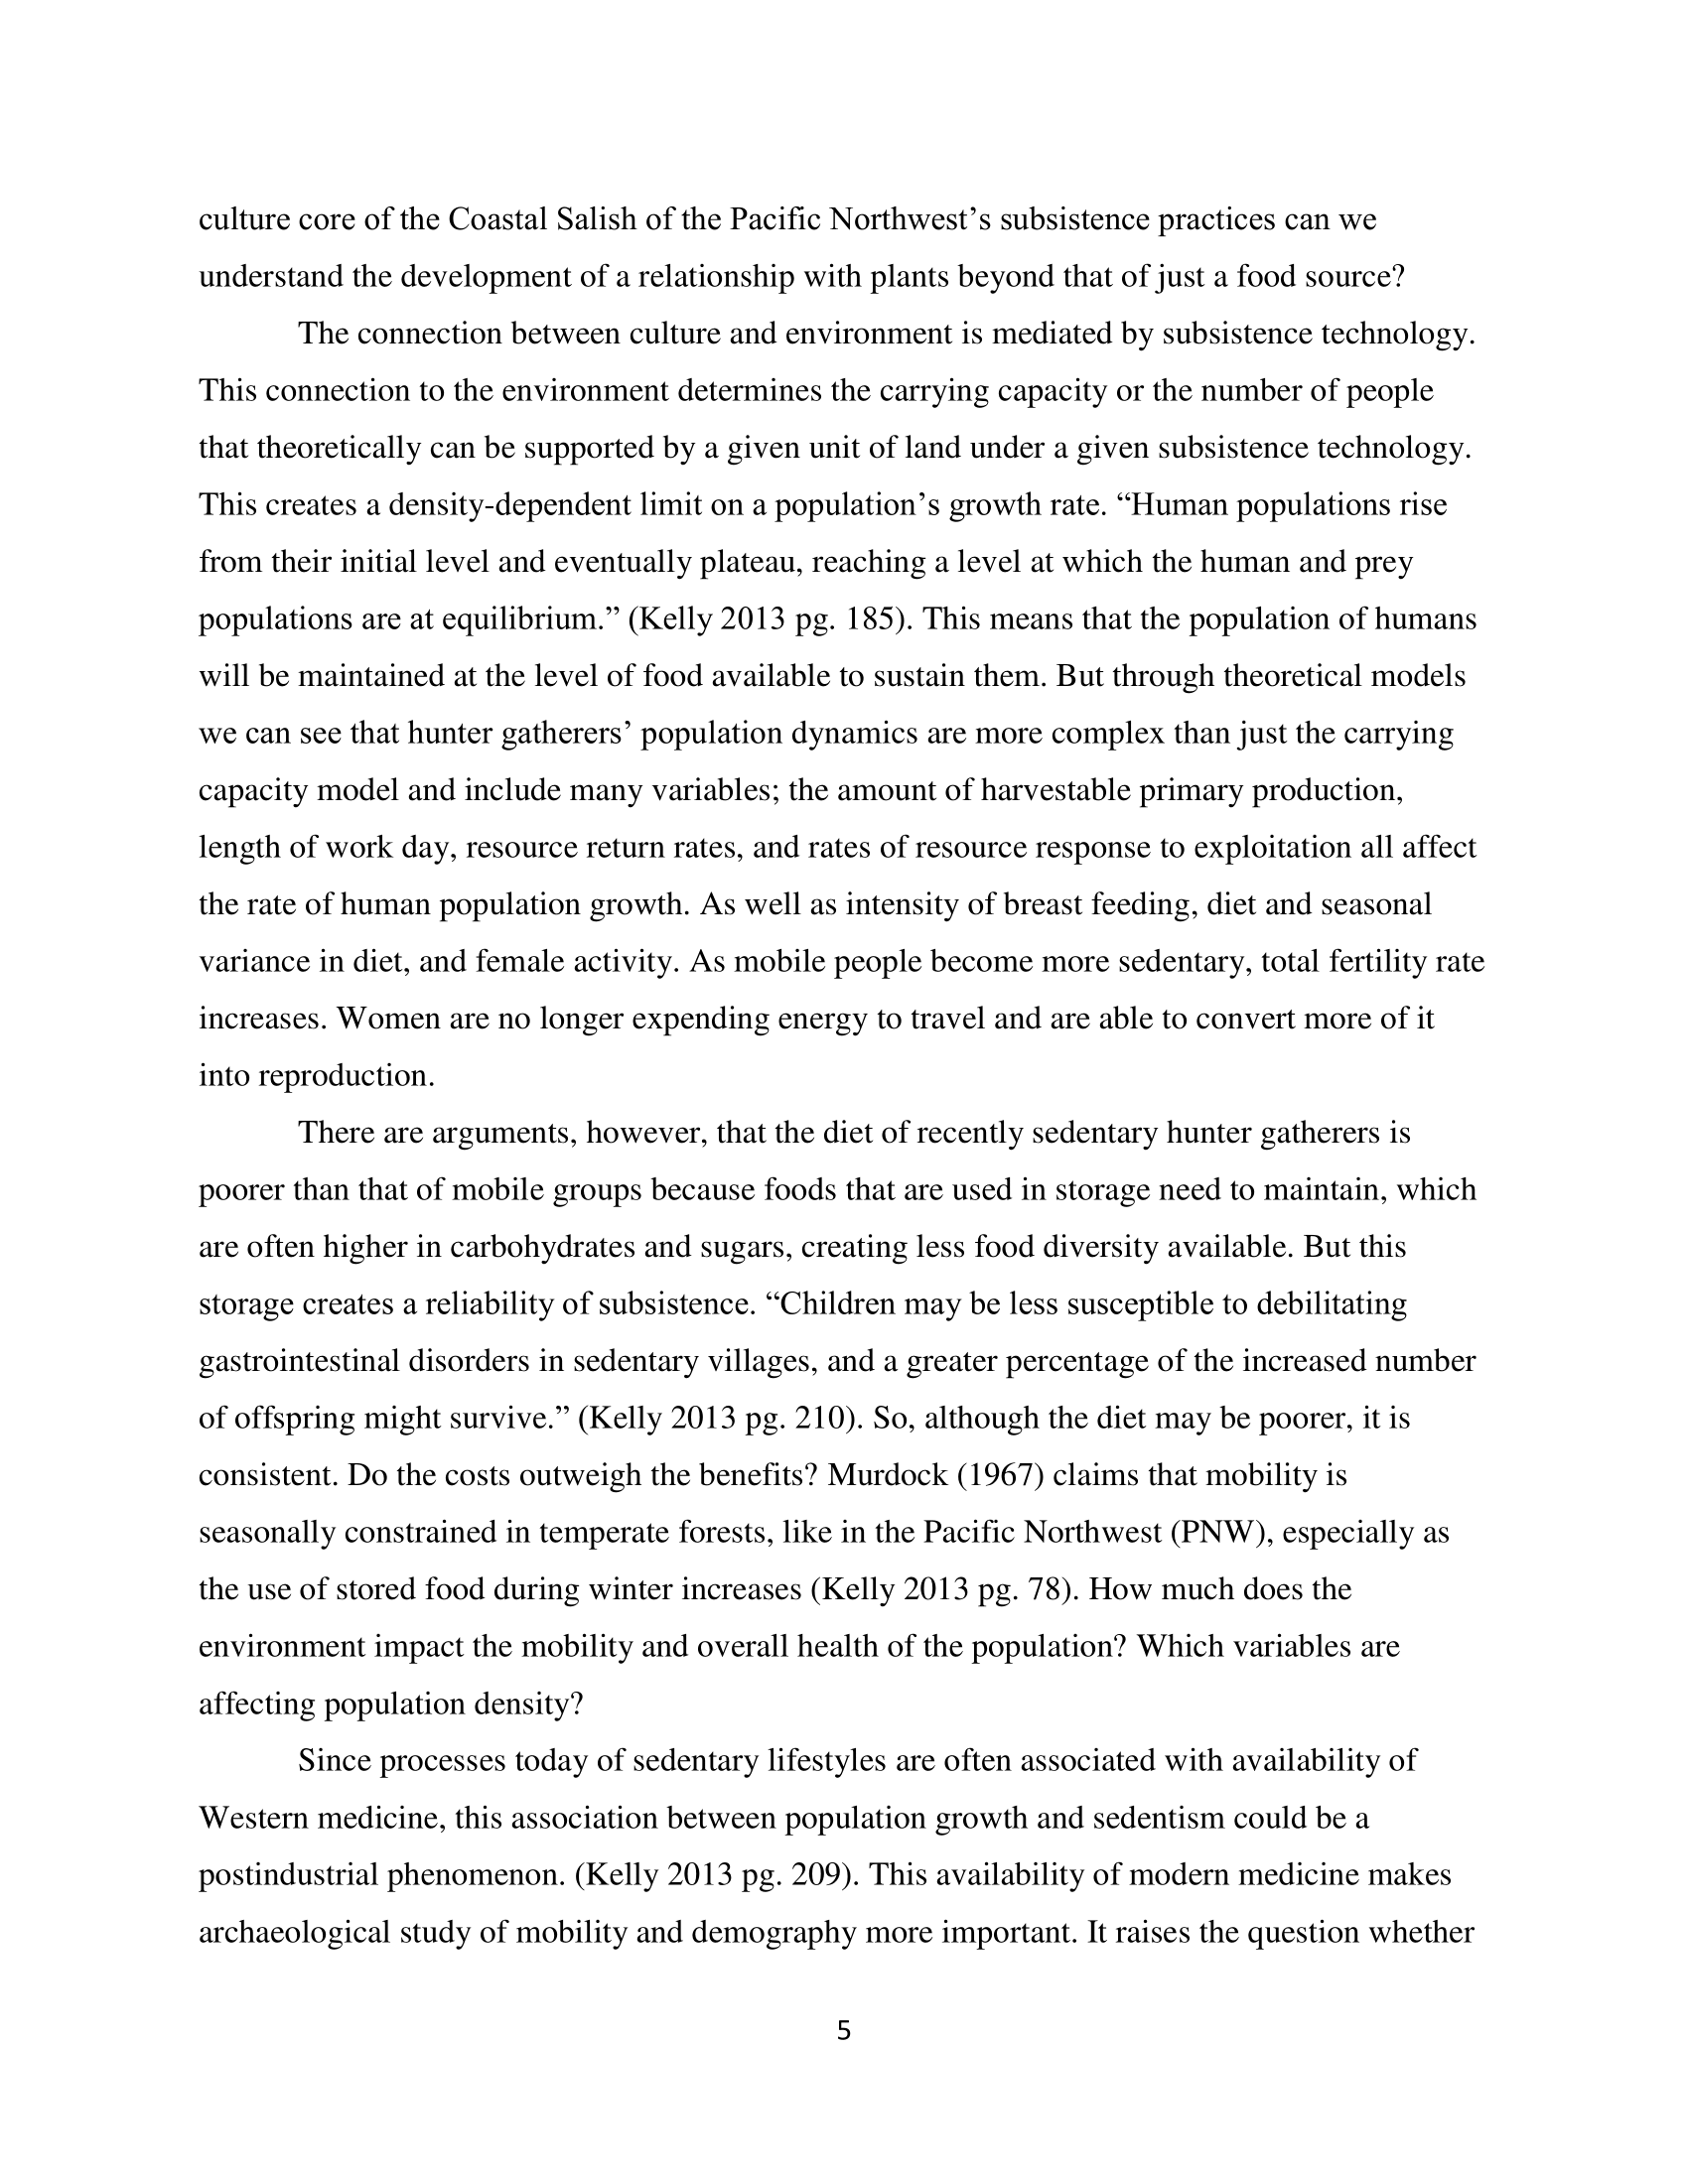 culture core of the Coastal Salish of the Pacific Northwest’s subsistence practices can we
understand the development of a relationship with plants beyond that of just a food source?
The connection between culture and environment is mediated by subsistence technology.
This connection to the environment determines the carrying capacity or the number of people
that theoretically can be supported by a given unit of land under a given subsistence technology.
This creates a density-dependent limit on a population’s growth rate. “Human populations rise
from their initial level and eventually plateau, reaching a level at which the human and prey
populations are at equilibrium.” (Kelly 2013 pg. 185). This means that the population of humans
will be maintained at the level of food available to sustain them. But through theoretical models
we can see that hunter gatherers’ population dynamics are more complex than just the carrying
capacity model and include many variables; the amount of harvestable primary production,
length of work day, resource return rates, and rates of resource response to exploitation all affect
the rate of human population growth. As well as intensity of breast feeding, diet and seasonal
variance in diet, and female activity. As mobile people become more sedentary, total fertility rate
increases. Women are no longer expending energy to travel and are able to convert more of it
into reproduction.
There are arguments, however, that the diet of recently sedentary hunter gatherers is
poorer than that of mobile groups because foods that are used in storage need to maintain, which
are often higher in carbohydrates and sugars, creating less food diversity available. But this
storage creates a reliability of subsistence. “Children may be less susceptible to debilitating
gastrointestinal disorders in sedentary villages, and a greater percentage of the increased number
of offspring might survive.” (Kelly 2013 pg. 210). So, although the diet may be poorer, it is
consistent. Do the costs outweigh the benefits? Murdock (1967) claims that mobility is
seasonally constrained in temperate forests, like in the Pacific Northwest (PNW), especially as
the use of stored food during winter increases (Kelly 2013 pg. 78). How much does the
environment impact the mobility and overall health of the population? Which variables are
affecting population density?
Since processes today of sedentary lifestyles are often associated with availability of
Western medicine, this association between population growth and sedentism could be a
postindustrial phenomenon. (Kelly 2013 pg. 209). This availability of modern medicine makes
archaeological study of mobility and demography more important. It raises the question whether
5